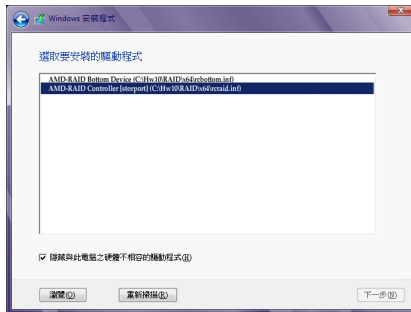 Windows 安裝程式
選取要安裝的驅動程式
AMD-RAID Bottom Device (C:\Hw10\RAID\x64\rcbottom.inf)
AMD-RAID Controller [storport] (C:\Hw10\RAID\x64\rcraid.inf)
隱藏與此電腦之硬體不相容的驅動程式(H)
瀏覽(O) 重新掃描(R) 下一步(N)